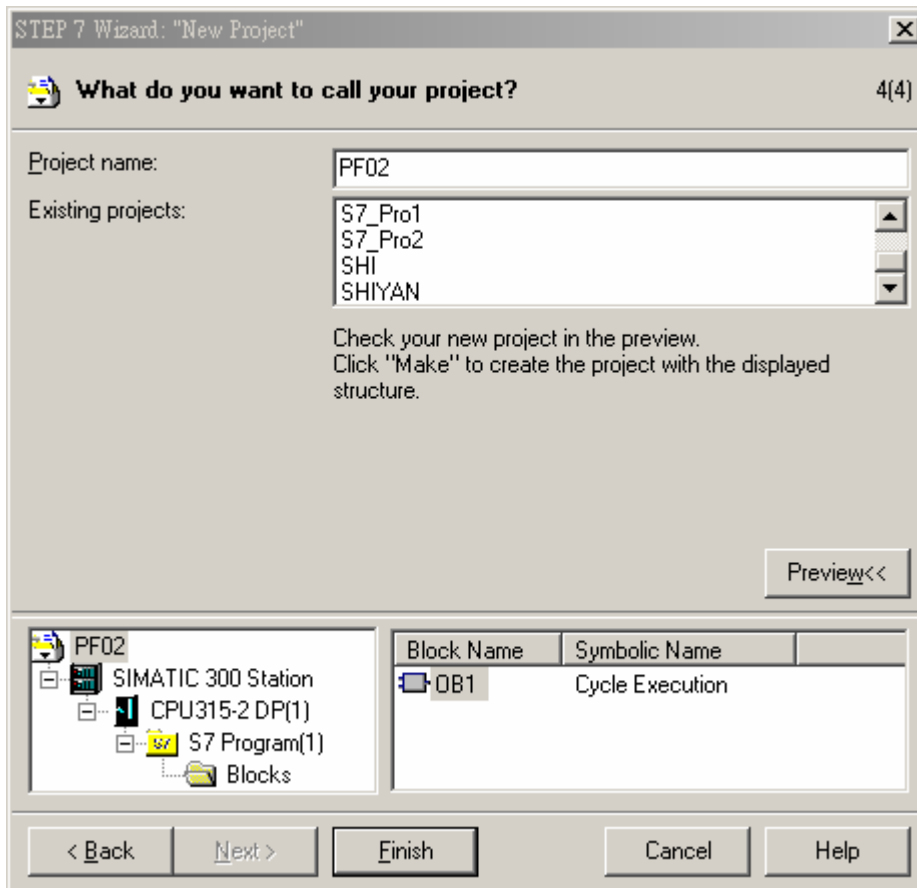 STEP 7 Wizard: "New Project"
What do you want to call your project? 4(4)
Project name: PF02
Existing projects: S7_Pro1
S7_Pro2
SHI
SHIYAN
Check your new project in the preview.
Click "Make" to create the project with the displayed
structure.
Preview<<
PF02
SIMATIC 300 Station
CPU315-2 DP(1)
S7 Program(1)
Blocks
Block Name Symbolic Name
OB1 Cycle Execution
< Back Next > Finish Cancel Help